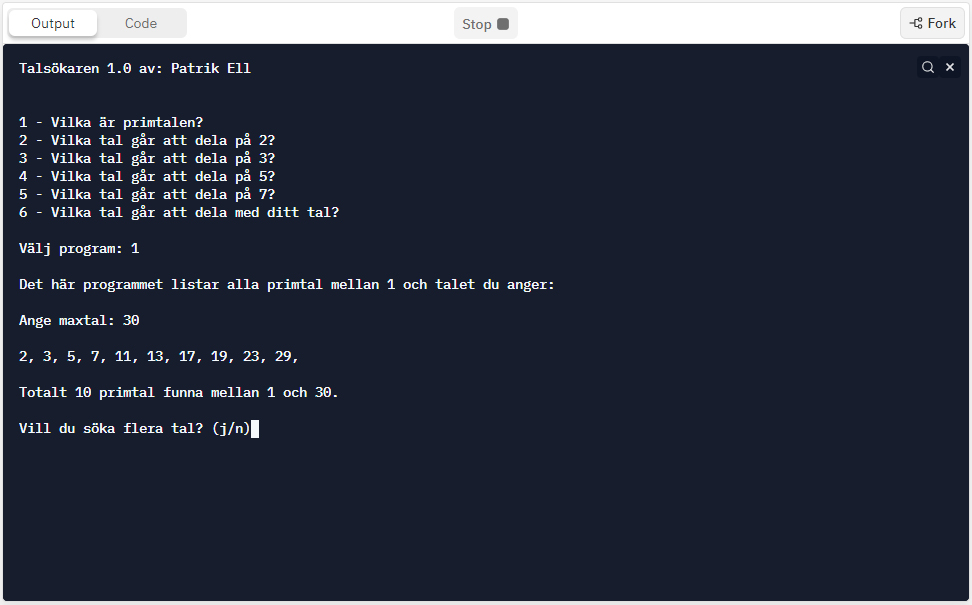 Output Code Stop Fork
Talsökaren 1.0 av: Patrik Ell
1 - Vilka är primtalen?
2 - Vilka tal går att dela på 2?
3 - Vilka tal går att dela på 3?
4 - Vilka tal går att dela på 5?
5 - Vilka tal går att dela på 7?
6 - Vilka tal går att dela med ditt tal?
Välj program: 1
Det här programmet listar alla primtal mellan 1 och talet du anger:
Ange maxtal: 30
2, 3, 5, 7, 11, 13, 17, 19, 23, 29,
Totalt 10 primtal funna mellan 1 och 30.
Vill du söka flera tal? (j/n)